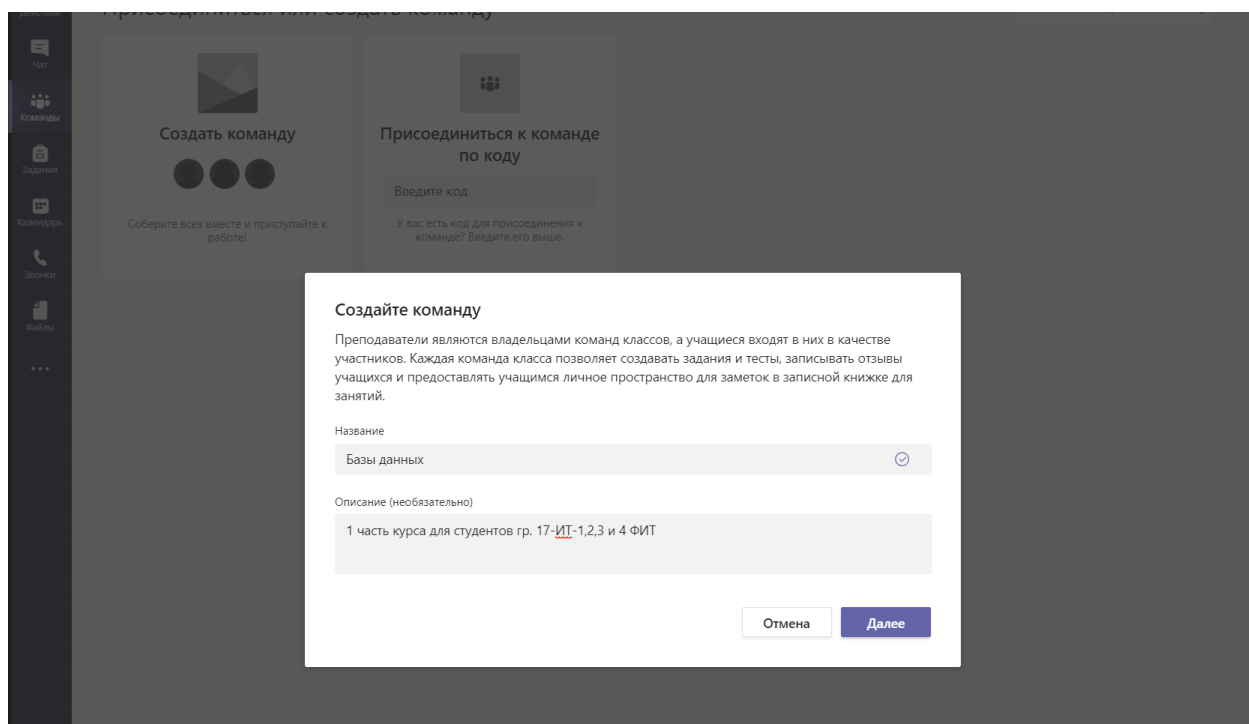 Действия
Присоединиться или создать команду
Чат
Команды
Задания
Календарь
Звонки
Файлы
Создать команду
Соберите всех вместе и приступайте к
работе!
Присоединиться к команде
по коду
Введите код
У вас есть код для присоединения к
команде? Введите его выше.
Создайте команду
Преподаватели являются владельцами команд классов, а учащиеся входят в них в качестве
участников. Каждая команда класса позволяет создавать задания и тесты, записывать отзывы
учащихся и предоставлять учащимся личное пространство для заметок в записной книжке для
занятий.
Название
Базы данных
Описание (необязательно)
1 часть курса для студентов гр. 17-ИТ-1,2,3 и 4 ФИТ
Отмена
Далее